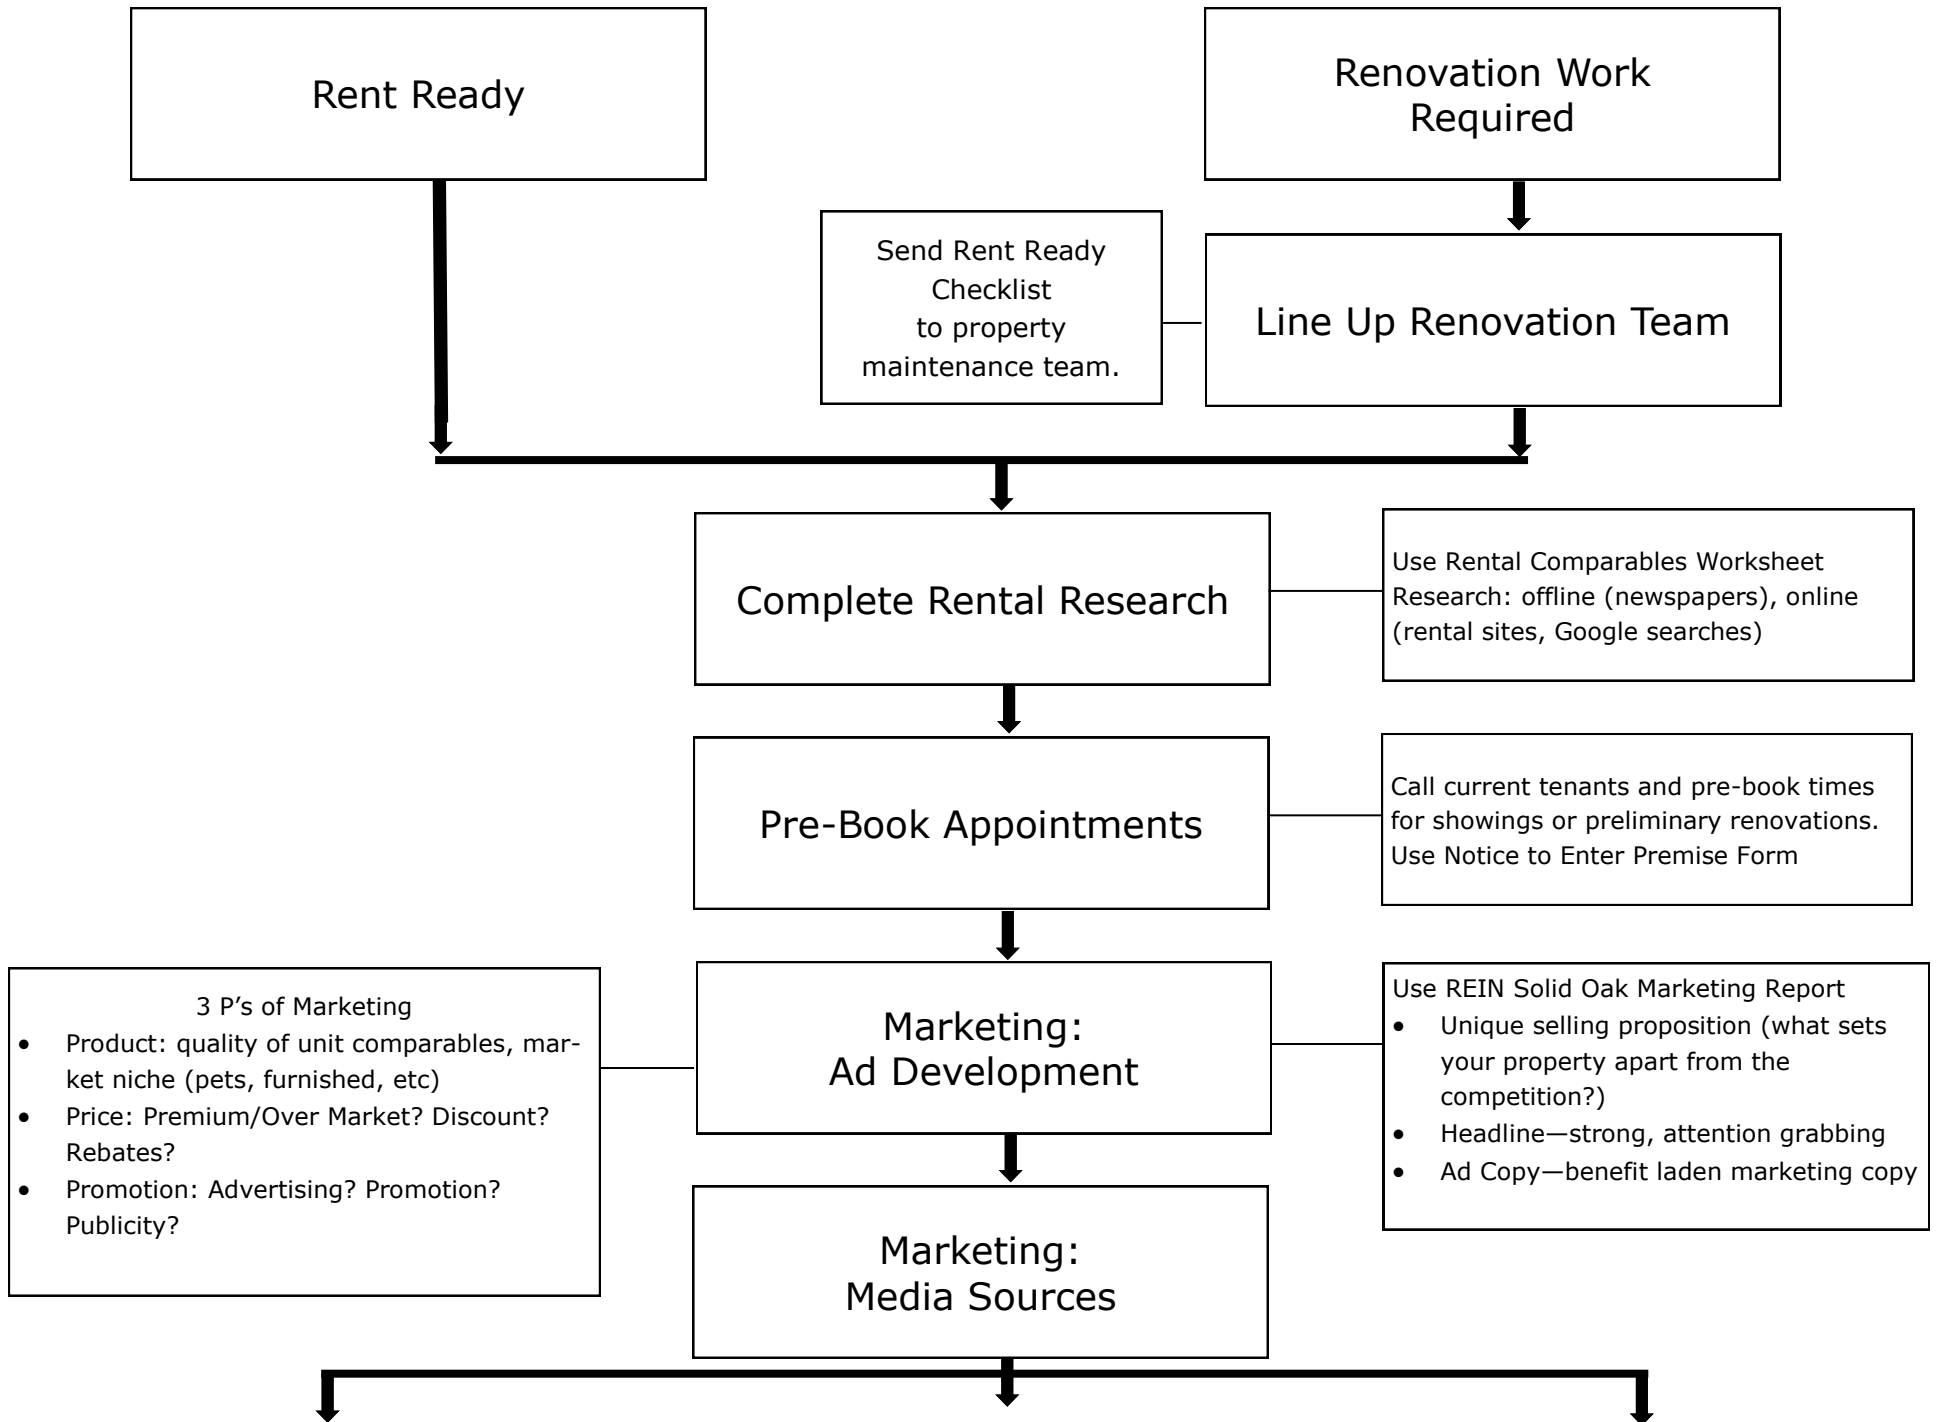 Rent Ready
Renovation Work
Required
Send Rent Ready
Checklist
to property
maintenance team.
Line Up Renovation Team
Complete Rental Research
Use Rental Comparables Worksheet
Research: offline (newspapers), online
(rental sites, Google searches)
Pre-Book Appointments
Call current tenants and pre-book times
for showings or preliminary renovations.
Use Notice to Enter Premise Form
3 P’s of Marketing
• Product: quality of unit comparables, mar-
ket niche (pets, furnished, etc)
• Price: Premium/Over Market? Discount?
Rebates?
• Promotion: Advertising? Promotion?
Publicity?
Marketing:
Ad Development
Use REIN Solid Oak Marketing Report
• Unique selling proposition (what sets
your property apart from the
competition?)
• Headline—strong, attention grabbing
• Ad Copy—benefit laden marketing copy
Marketing:
Media Sources